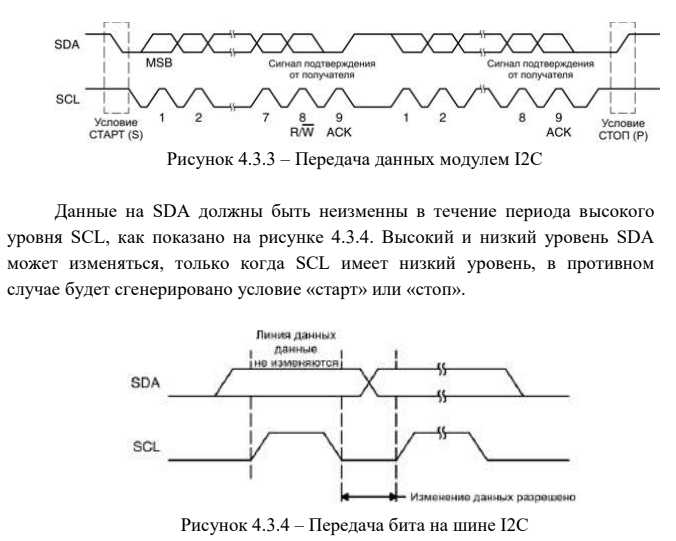 SDA
MSB
Сигнал подтверждения
от получателя
Сигнал подтверждения
от получателя
SCL
Условие
СТАРТ (S)
1 2 7 8 9 1 2 8 9
R/W ACK ACK
Условие
СТОП (P)
Рисунок 4.3.3 – Передача данных модулем I2C
Данные на SDA должны быть неизменны в течение периода высокого
уровня SCL, как показано на рисунке 4.3.4. Высокий и низкий уровень SDA
может изменяться, только когда SCL имеет низкий уровень, в противном
случае будет сгенерировано условие «старт» или «стоп».
Линия данных
данные
не изменяются
SDA
SCL
Изменение данных разрешено
Рисунок 4.3.4 – Передача бита на шине I2C